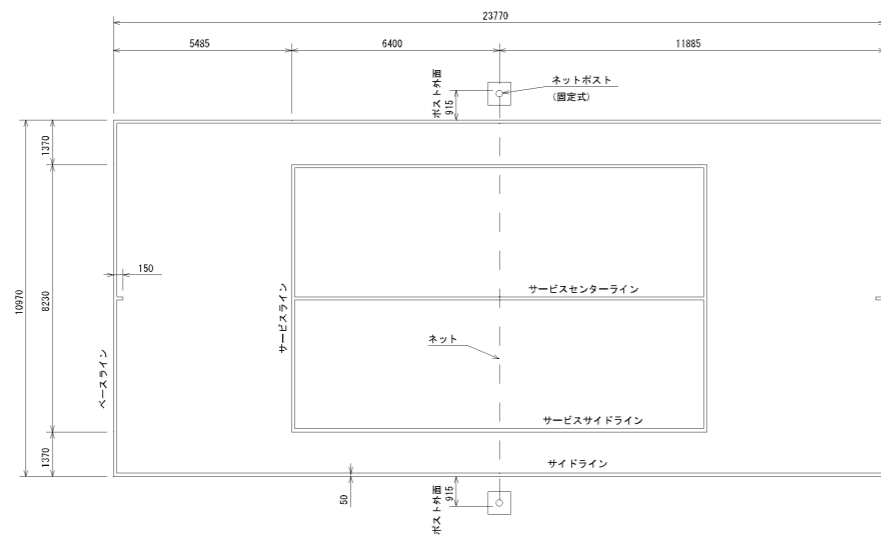 23770
5485
6400
11885
ポスト外面
915
ネットポスト
(固定式)
1370
150
10970
8230
サービスセンターライン
サービスライン
ネット
ベースライン
サービスサイドライン
1370
サイドライン
50
ポスト外面
915